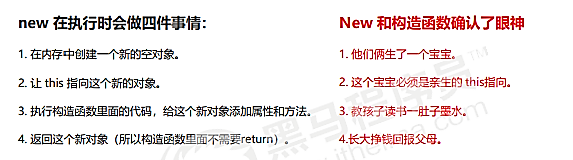 new 在执行时会做四件事情：
1. 在内存中创建一个新的空对象。
2. 让 this 指向这个新的对象。
3. 执行构造函数里面的代码，给这个新对象添加属性和方法。
4. 返回这个新对象（所以构造函数里面不需要return）。
New 和构造函数确认了眼神
1. 他们俩生了一个宝宝。
2. 这个宝宝必须是亲生的 this指向。
3. 教孩子读书一肚子墨水。
4.长大挣钱回报父母。
黑马程序员™